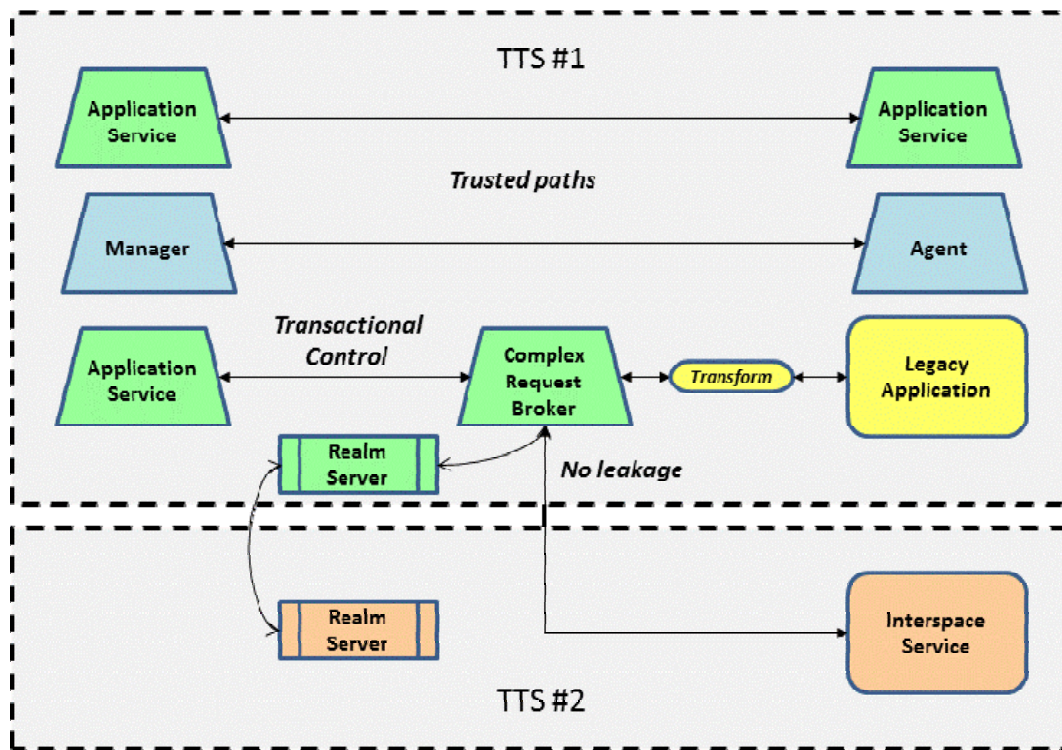 TTS #1
Application
Service
Application
Service
Trusted paths
Manager
Agent
Transactional
Control
Application
Service
Complex
Request
Broker
Transform
Legacy
Application
Realm
Server
No leakage
Realm
Server
Interspace
Service
TTS #2